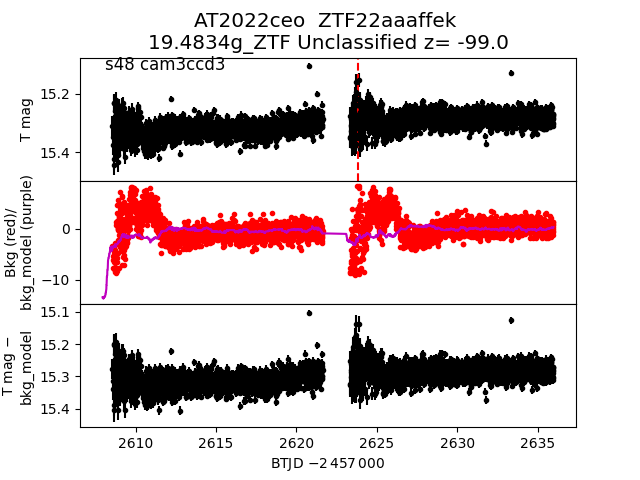 AT2022ceo  ZTF22aaaffek
19.4834g_ZTF Unclassified z= -99.0
s48 cam3ccd3
T mag
15.2
15.4
Bkg (red)/
bkg_model (purple)
0
−10
T mag −
bkg_model
15.1
15.2
15.3
15.4
2610 2615 2620 2625 2630 2635
BTJD −2 457 000